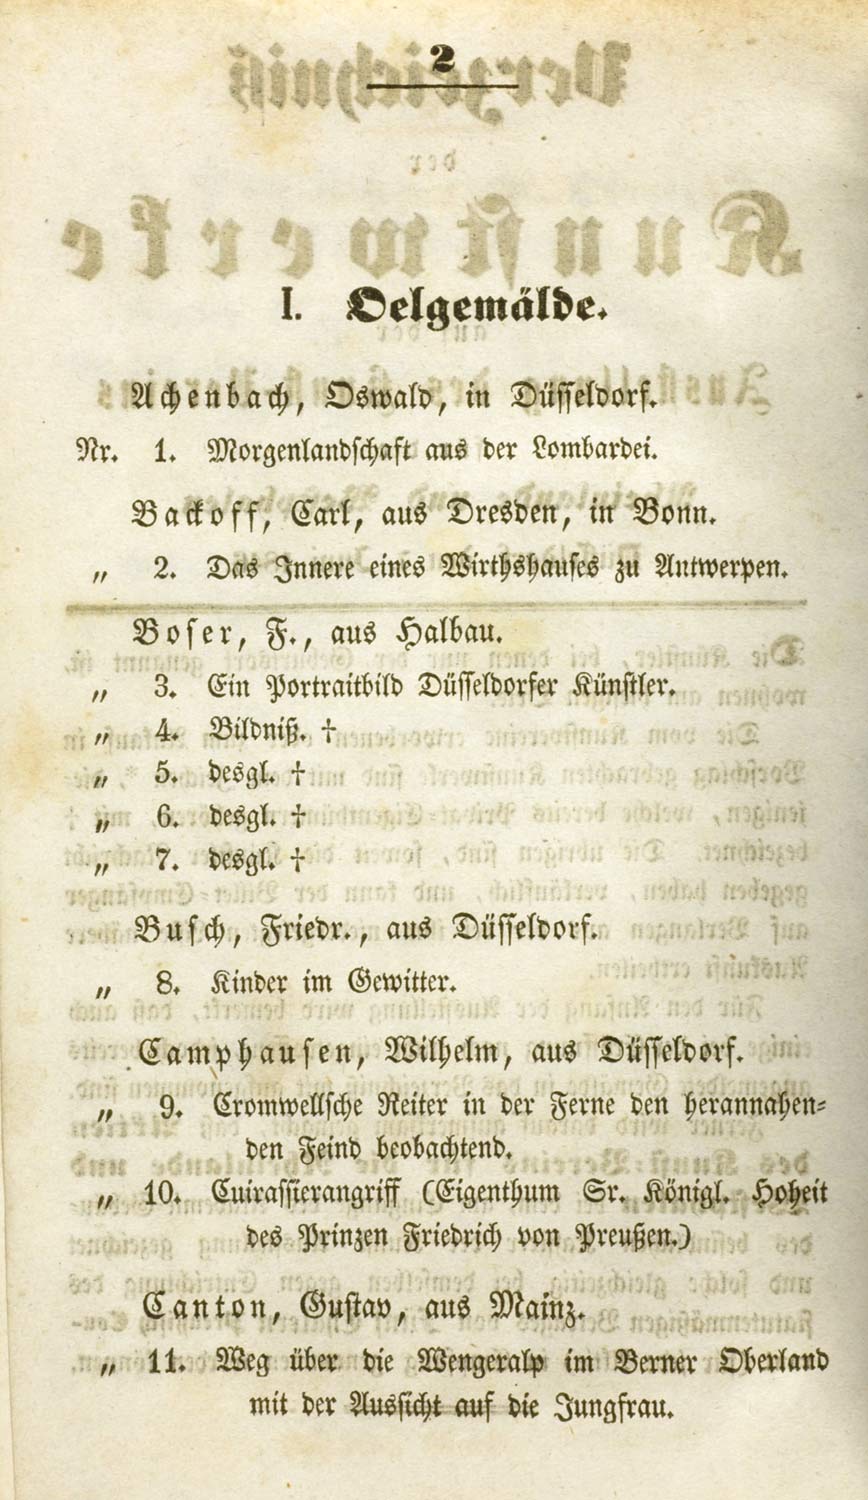 2
I. Oelgemälde.
Achenbach, Oswald, in Düsseldorf.
Nr. 1. Morgenlandschaft aus der Lombardei.
Backoff, Carl, aus Dresden, in Bonn.
„ 2. Das Innere eines Wirthshauses zu Antwerpen.
Boser, F., aus Halbau.
„ 3. Ein Portraitbild Düsseldorfer Künstler.
„ 4. Bildniß. †
„ 5. desgl. †
„ 6. desgl. †
„ 7. desgl. †
Busch, Friedr., aus Düsseldorf.
„ 8. Kinder im Gewitter.
Camphausen, Wilhelm, aus Düsseldorf.
„ 9. Cromwellsche Reiter in der Ferne den herannahen-
den Feind beobachtend.
„ 10. Cuirassierangriff (Eigenthum Sr. Königl. Hoheit
des Prinzen Friedrich von Preußen.)
Canton, Gustav, aus Mainz.
„ 11. Weg über die Wengeralp im Berner Oberland
mit der Aussicht auf die Jungfrau.